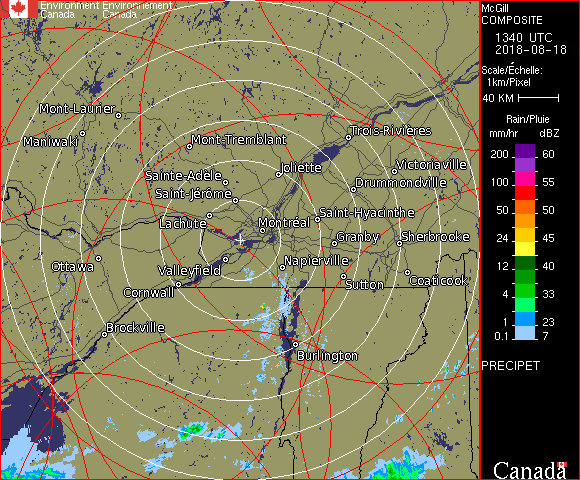 Environment Environnement
Canada Canada
McGill
COMPOSITE
1340 UTC
2018-08-18
Scale/Échelle:
1km/Pixel
40 KM
Rain/Pluie
mm/hr dBZ
200 60
100 55
50 50
24 45
12 40
4 33
1 23
0.1 7
PRECIPET
Canada
Mont-Laurier
Maniwaki
Mont-Tremblant
Trois-Rivières
Sainte-Adèle
Joliette
Victoriaville
Saint-Jérôme
Drummondville
Lachute
Montréal
Saint-Hyacinthe
Granby
Sherbrooke
Ottawa
Valleyfield
Napierville
Cornwall
Sutton
Coaticook
Brockville
Burlington